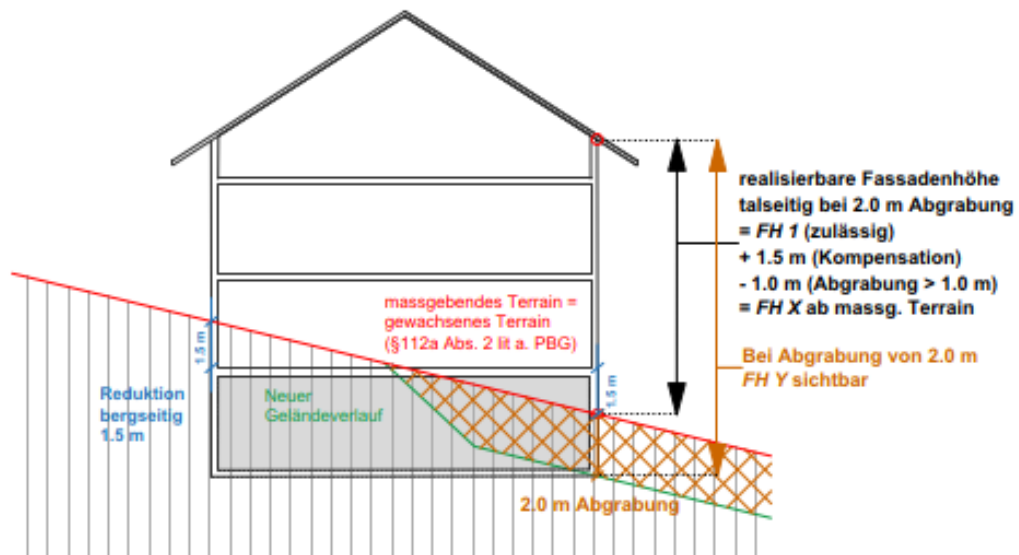 realisierbare Fassadenhöhe
talseitig bei 2.0 m Abgrabung
= FH 1 (zulässig)
+ 1.5 m (Kompensation)
- 1.0 m (Abgrabung > 1.0 m)
= FH X ab massg. Terrain
Bei Abgrabung von 2.0 m
FH Y sichtbar
massgebendes Terrain =
gewachsenes Terrain
(§112a Abs. 2 lit a. PBG)
1.5 m
Reduktion
bergseitig
1.5 m
Neuer
Geländeverlauf
1.5 m
2.0 m Abgrabung